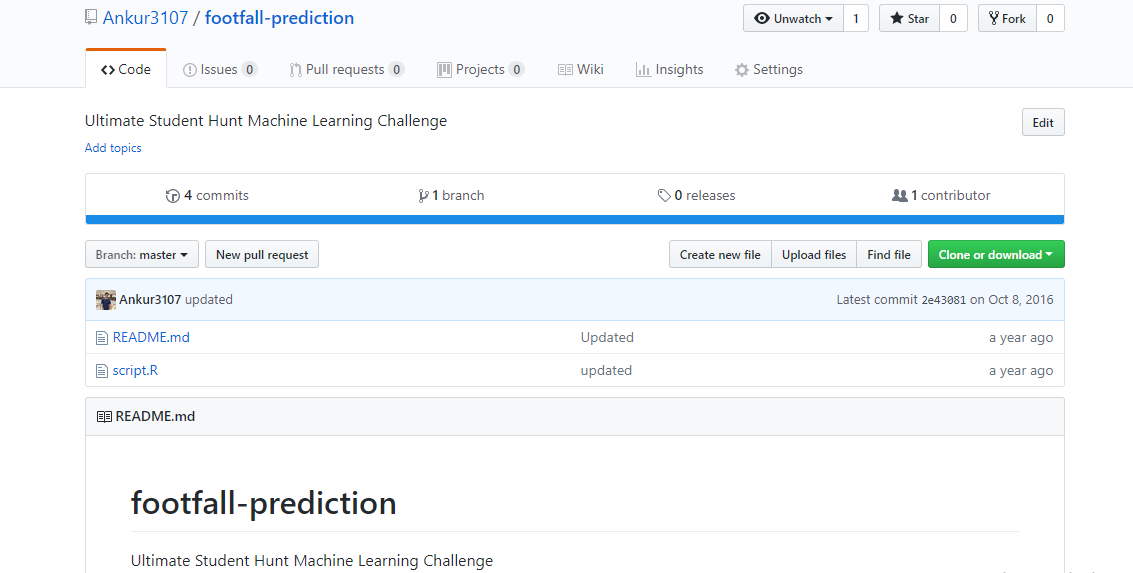 Ankur3107 / footfall-prediction
Unwatch 1 Star 0 Fork 0
Code Issues 0 Pull requests 0 Projects 0 Wiki Insights Settings
Ultimate Student Hunt Machine Learning Challenge Edit
Add topics
4 commits 1 branch 0 releases 1 contributor
Branch: master New pull request Create new file Upload files Find file Clone or download
Ankur3107 updated Latest commit 2e43081 on Oct 8, 2016
README.md Updated a year ago
script.R updated a year ago
README.md
footfall-prediction
Ultimate Student Hunt Machine Learning Challenge